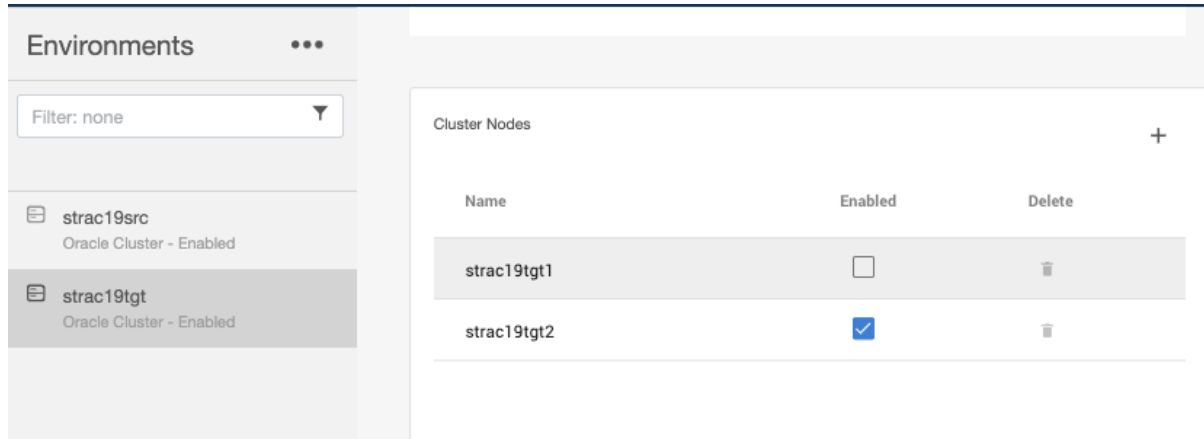 Environments
Filter: none
strac19src
Oracle Cluster - Enabled
strac19tgt
Oracle Cluster - Enabled
Cluster Nodes
Name Enabled Delete
strac19tgt1
strac19tgt2